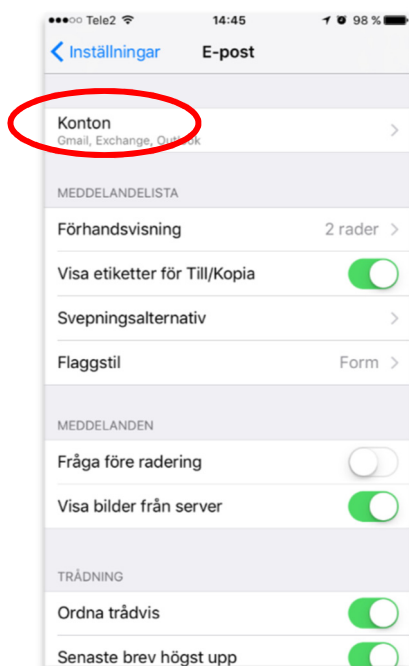 Tele2 14:45 98 %
Inställningar E-post
Konton
Gmail, Exchange, Outlook
MEDDELANDELISTA
Förhandsvisning 2 rader
Visa etiketter för Till/Kopia
Svepningsalternativ
Flaggstil Form
MEDDELANDEN
Fråga före radering
Visa bilder från server
TRÅDNING
Ordna trådvis
Senaste brev högst upp